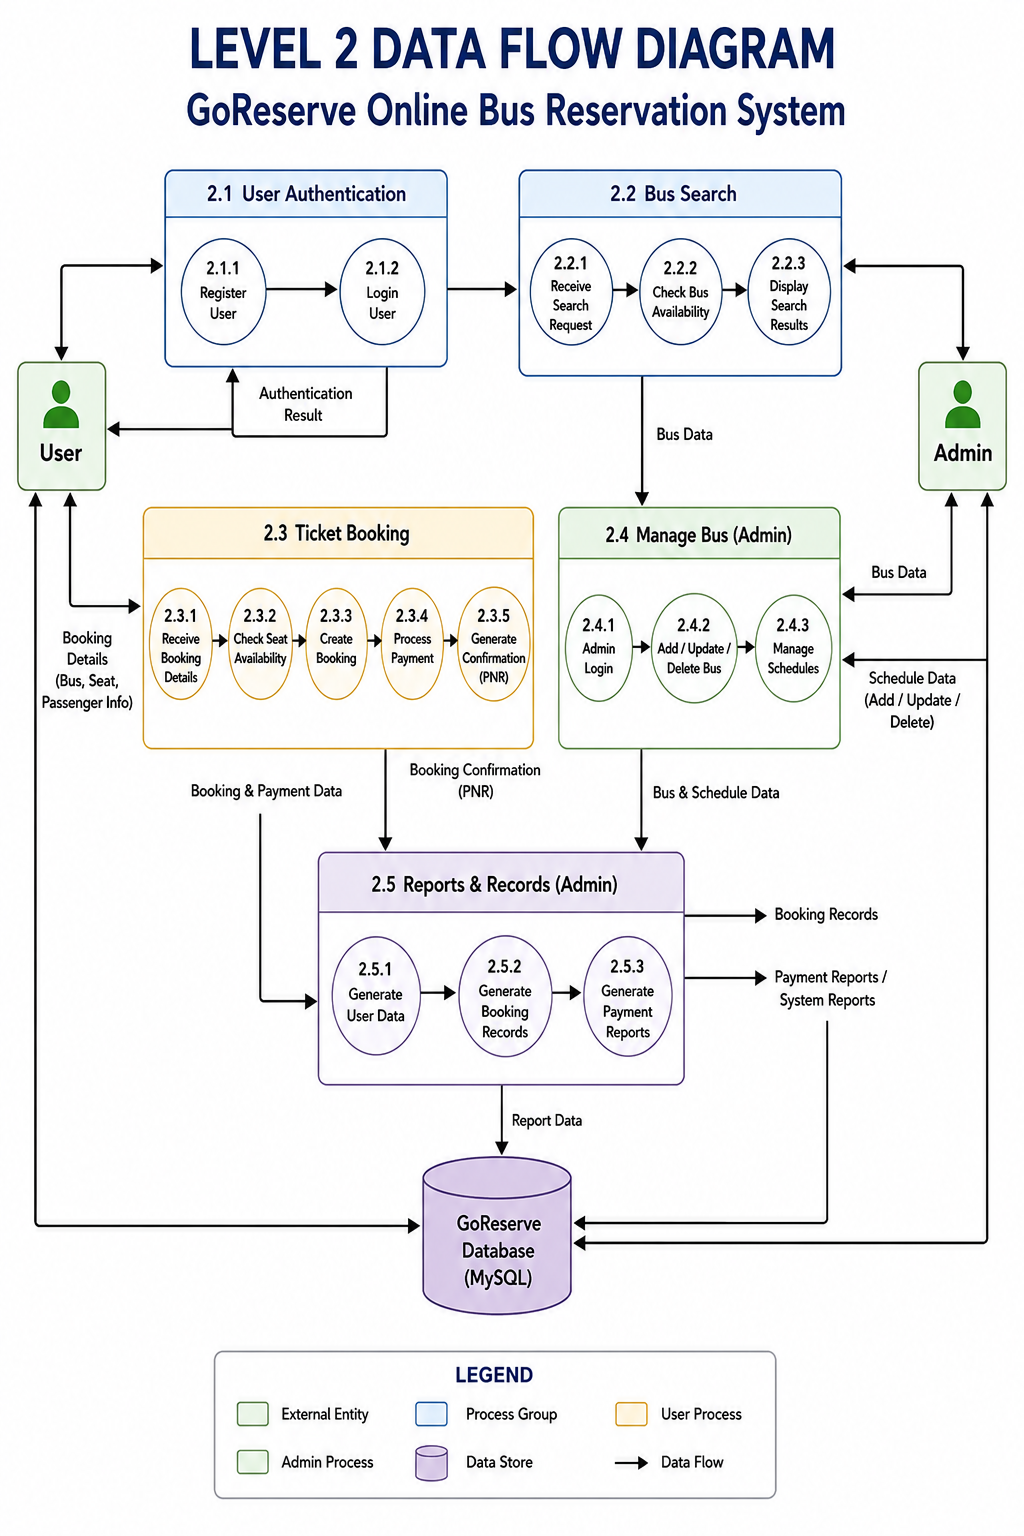 LEVEL 2 DATA FLOW DIAGRAM
GoReserve Online Bus Reservation System
2.1 User Authentication
2.1.1
Register
User
2.1.2
Login
User
2.2 Bus Search
2.2.1
Receive
Search
Request
2.2.2
Check Bus
Availability
2.2.3
Display
Search
Results
User
Authentication
Result
Bus Data
Admin
2.3 Ticket Booking
2.3.1
Receive
Booking
Details
2.3.2
Check Seat
Availability
2.3.3
Create
Booking
2.3.4
Process
Payment
2.3.5
Generate
Confirmation
(PNR)
2.4 Manage Bus (Admin)
2.4.1
Admin
Login
2.4.2
Add / Update /
Delete Bus
2.4.3
Manage
Schedules
Bus Data
Booking
Details
(Bus, Seat,
Passenger Info)
Schedule Data
(Add / Update /
Delete)
Booking & Payment Data
Booking Confirmation
(PNR)
Bus & Schedule Data
2.5 Reports & Records (Admin)
2.5.1
Generate
User Data
2.5.2
Generate
Booking
Records
2.5.3
Generate
Payment
Reports
Booking Records
Payment Reports /
System Reports
Report Data
GoReserve
Database
(MySQL)
LEGEND
External Entity
Process Group
User Process
Admin Process
Data Store
Data Flow